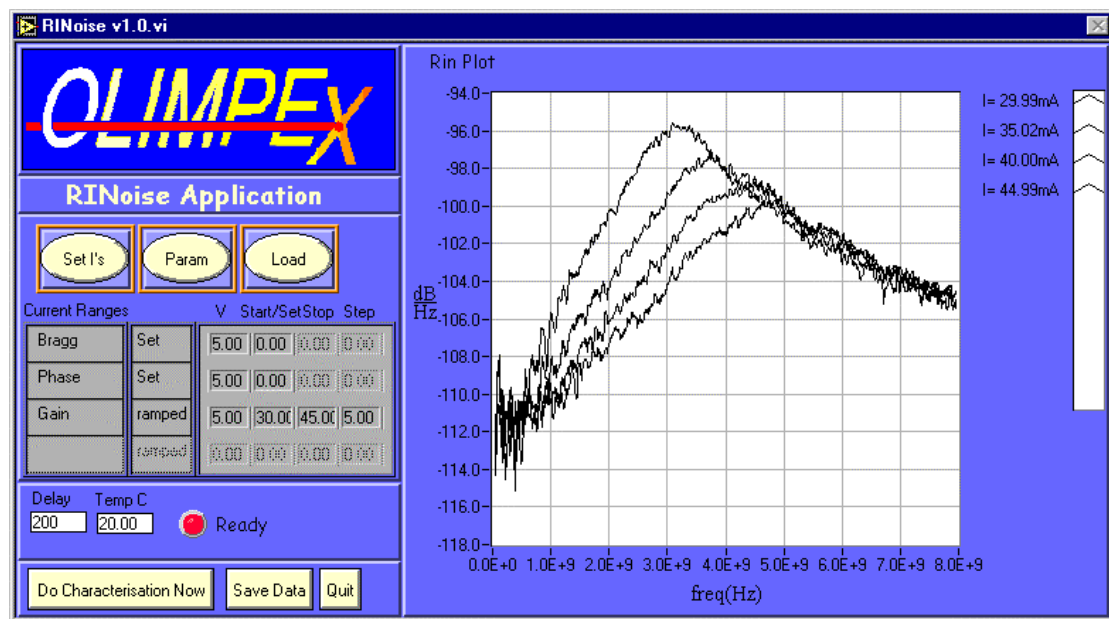 RINoise v1.0.vi
OLIMPEX
RINoise Application
Set I's Param Load
Current Ranges V Start/Set Stop Step
Bragg Set 5.00 0.00 0.00 0.00
Phase Set 5.00 0.00 0.00 0.00
Gain ramped 5.00 30.00 45.00 5.00
ramped 0.00 0.00 0.00 0.00
Delay Temp C
200 20.00 Ready
Do Characterisation Now Save Data Quit
Rin Plot
-94.0
-96.0
-98.0
-100.0
-102.0
-104.0
dB
Hz
-106.0
-108.0
-110.0
-112.0
-114.0
-116.0
-118.0
0.0E+0 1.0E+9 2.0E+9 3.0E+9 4.0E+9 5.0E+9 6.0E+9 7.0E+9 8.0E+9
freq(Hz)
I= 29.99mA
I= 35.02mA
I= 40.00mA
I= 44.99mA